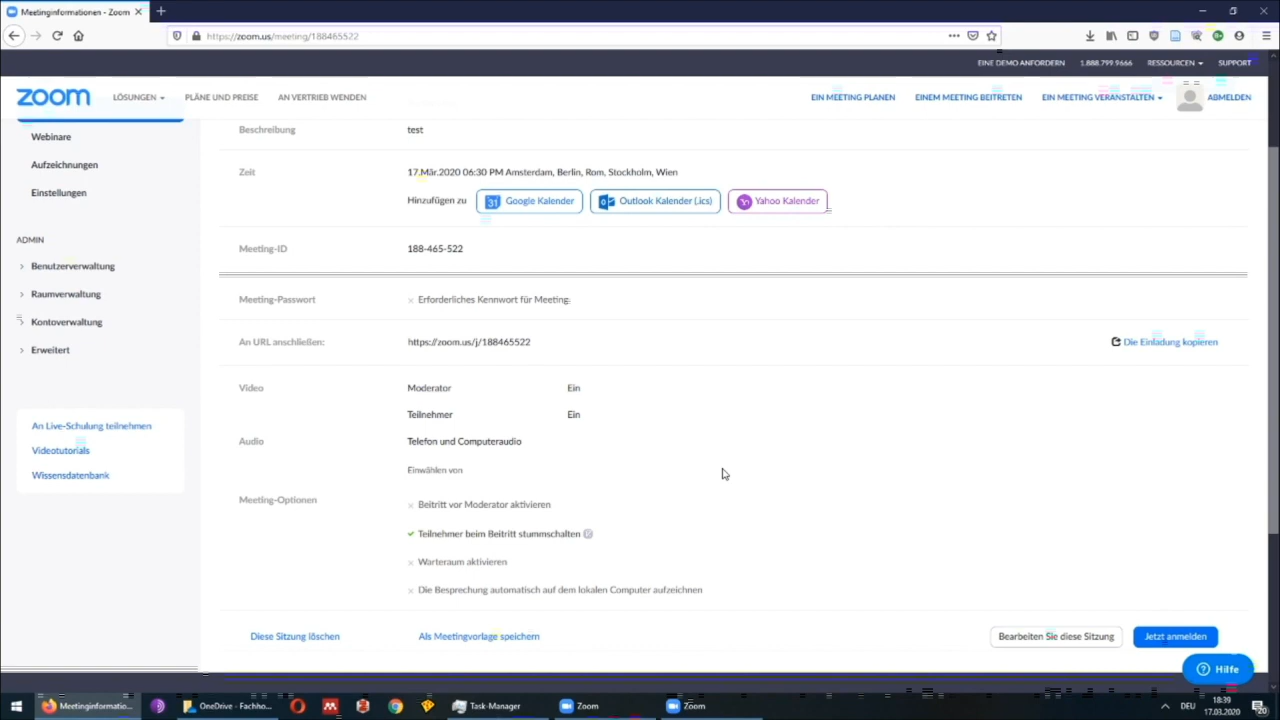 Meetinginformationen - Zoom
https://zoom.us/meeting/188465522
EINE DEMO ANFORDERN 1.888.799.9666 RESSOURCEN SUPPORT
zoom LÖSUNGEN PLÄNE UND PREISE AN VERTRIEB WENDEN EIN MEETING PLANEN EINEM MEETING BEITRETEN EIN MEETING VERANSTALTEN ABMELDEN
Webinare
Aufzeichnungen
Einstellungen
ADMIN
Benutzerverwaltung
Raumverwaltung
Kontoverwaltung
Erweitert
An Live-Schulung teilnehmen
Videotutorials
Wissensdatenbank
Beschreibung test
Zeit 17.Mär.2020 06:30 PM Amsterdam, Berlin, Rom, Stockholm, Wien
Hinzufügen zu 31 Google Kalender Outlook Kalender (.ics) Yahoo Kalender
Meeting-ID 188-465-522
Meeting-Passwort × Erforderliches Kennwort für Meeting:
An URL anschließen: https://zoom.us/j/188465522 Die Einladung kopieren
Video Moderator Ein
Teilnehmer Ein
Audio Telefon und Computeraudio
Einwählen von
Meeting-Optionen × Beitritt vor Moderator aktivieren
✓ Teilnehmer beim Beitritt stummschalten
× Warteraum aktivieren
× Die Besprechung automatisch auf dem lokalen Computer aufzeichnen
Diese Sitzung löschen Als Meetingvorlage speichern Bearbeiten Sie diese Sitzung Jetzt anmelden
Hilfe
Meetinginformatio... OneDrive - Fachho... Task-Manager Zoom Zoom DEU 18:39
17.03.2020 20